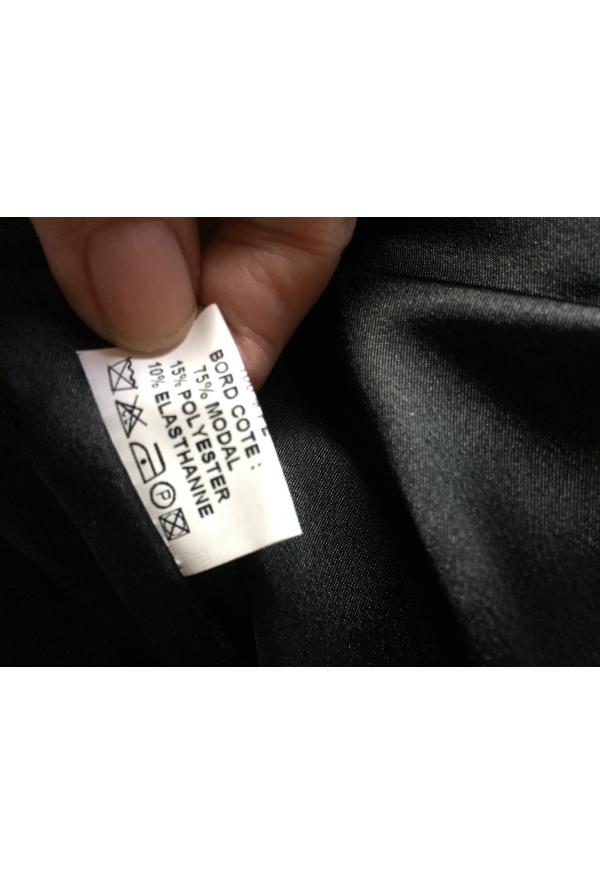 BORD COTE :
75% MODAL
15% POLYESTER
10% ELASTHANNE
P